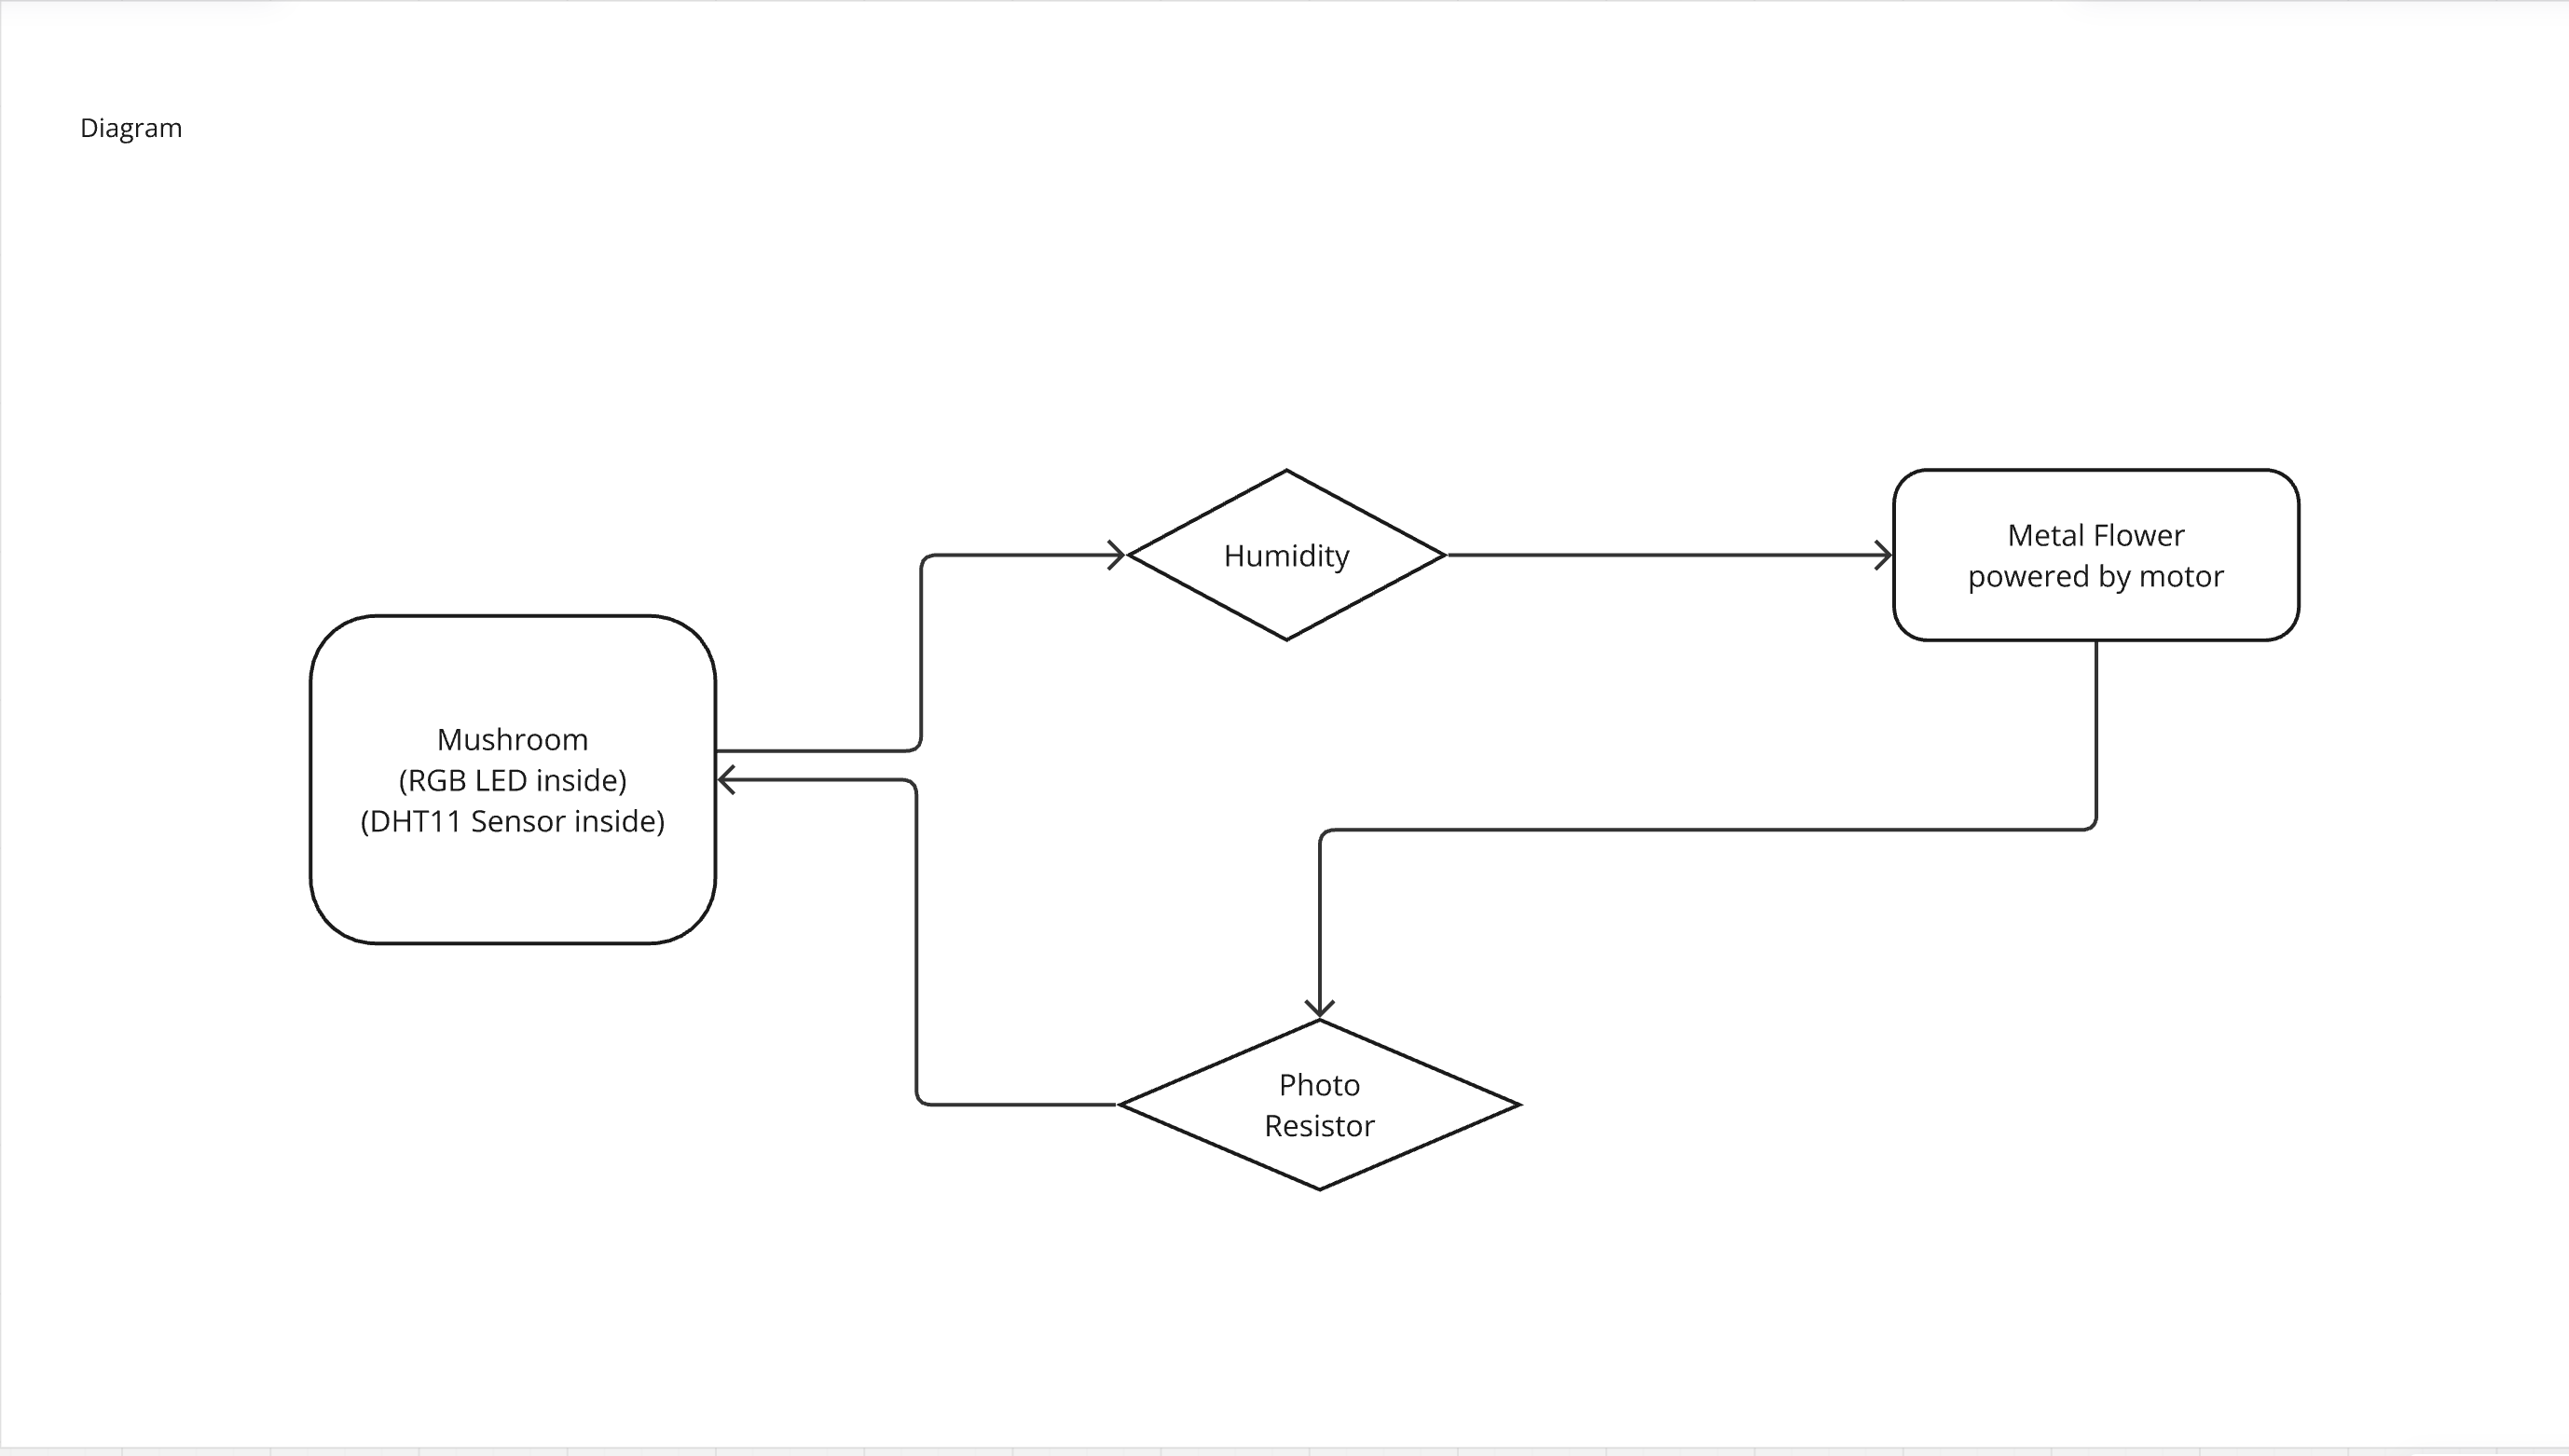 Diagram
Humidity
Metal Flower
powered by motor
Mushroom
(RGB LED inside)
(DHT11 Sensor inside)
Photo
Resistor